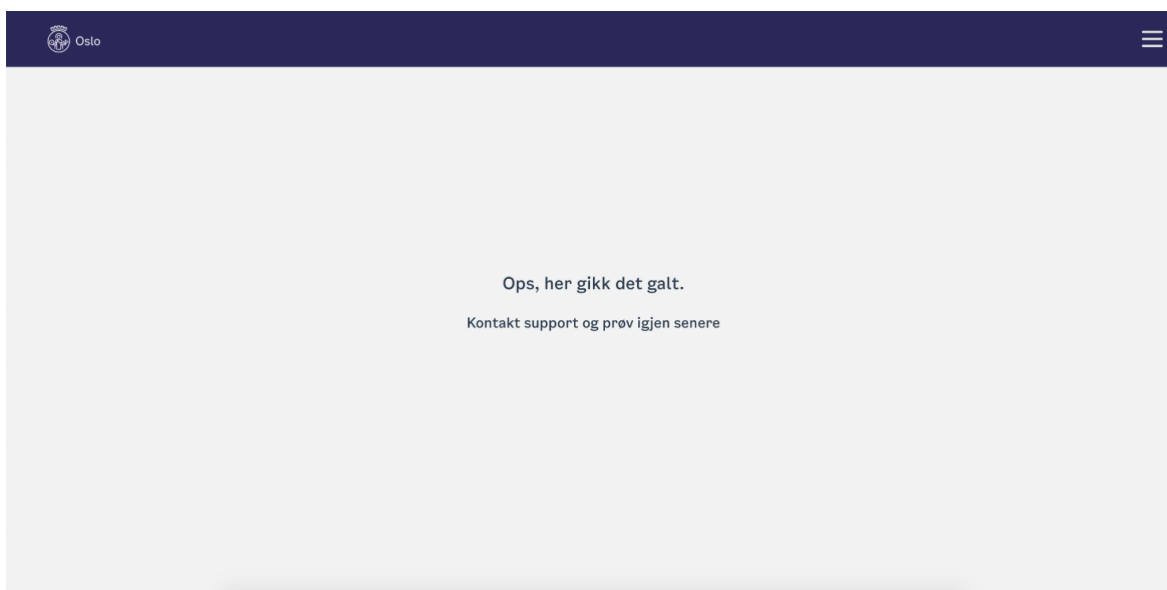 Oslo
Ops, her gikk det galt.
Kontakt support og prøv igjen senere